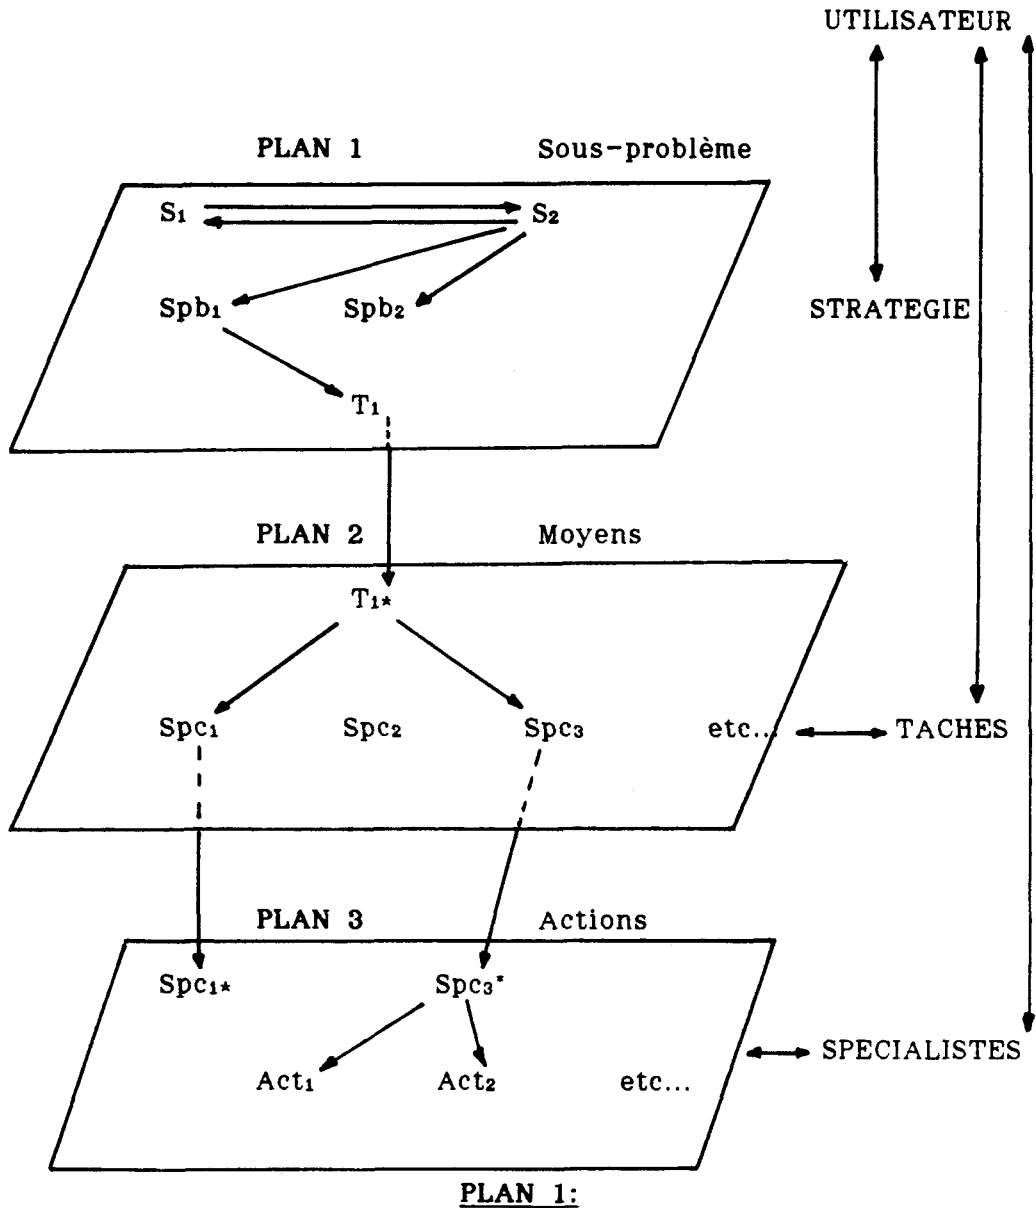 UTILISATEUR
PLAN 1 Sous-problème
S₁ S₂
Spb₁ Spb₂ STRATEGIE
T₁
PLAN 2 Moyens
T₁*
Spc₁ Spc₂ Spc₃ etc... TACHES
PLAN 3 Actions
Spc₁* Spc₃*
SPECIALISTES
Act₁ Act₂ etc...
PLAN 1: